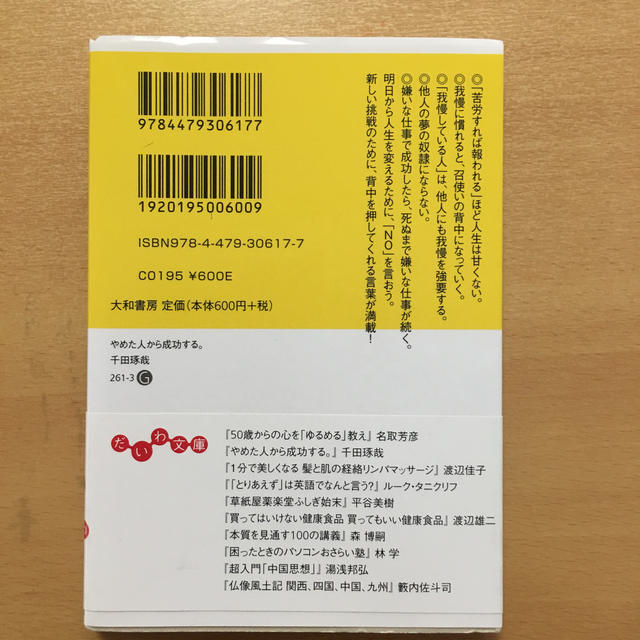 ◎「苦労すれば報われる」ほど人生は甘くない。
◎我慢に慣れると、召使いの背中になっていく。
◎「我慢している人」は、他人にも我慢を強要する。
◎他人の夢の奴隷にならない。
◎嫌いな仕事で成功したら、死ぬまで嫌いな仕事が続く。
明日から人生を変えるために、「NO」を言おう。
新しい挑戦のために、背中を押してくれる言葉が満載！
9784479306177
1920195006009
ISBN978-4-479-30617-7
C0195 ¥600E
大和書房 定価(本体600円+税)
やめた人から成功する。
千田琢哉
261-3 G
だいわ文庫
『50歳からの心を「ゆるめる」教え』 名取芳彦
『やめた人から成功する。』 千田琢哉
『1分で美しくなる 髪と肌の経絡リンパマッサージ』 渡辺佳子
『「とりあえず」は英語でなんと言う?』 ルーク・タニクリフ
『草紙屋薬楽堂ふしぎ始末』 平谷美樹
『買ってはいけない健康食品 買ってもいい健康食品』 渡辺雄二
『本質を見通す100の講義』 森 博嗣
『困ったときのパソコンおさらい塾』 林 学
『超入門「中国思想」』 湯浅邦弘
『仏像風土記 関西、四国、中国、九州』 籔内佐斗司